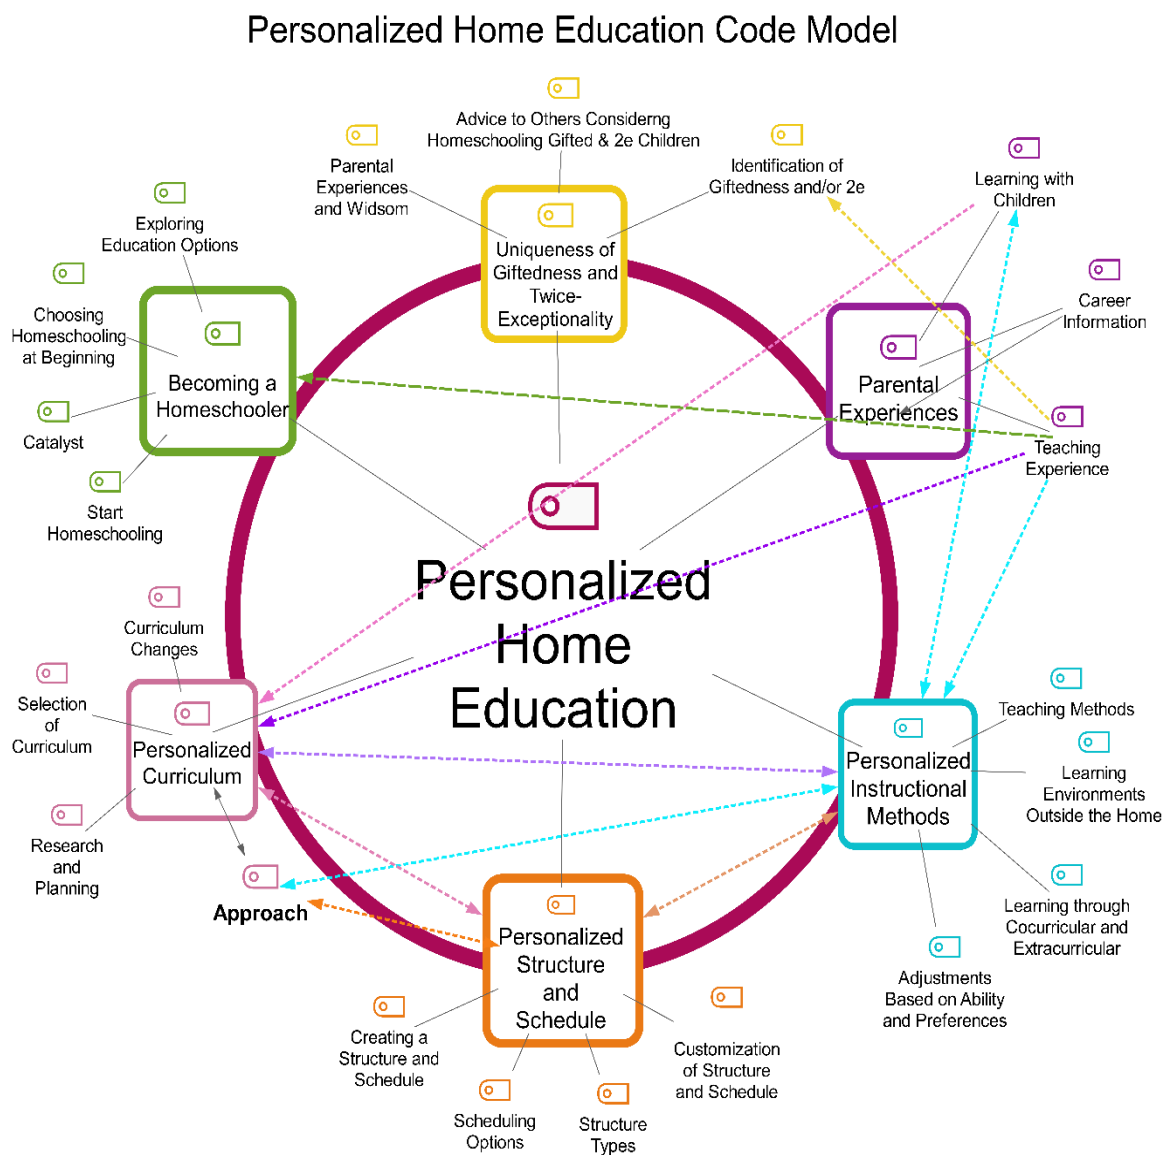 Personalized Home Education Code Model
Advice to Others Considerng
Homeschooling Gifted & 2e Children
Parental
Experiences
and Widsom
Identification of
Giftedness and/or 2e
Learning with
Children
Exploring
Education Options
Uniqueness of
Giftedness and
Twice-
Exceptionality
Choosing
Homeschooling
at Beginning
Career
Information
Becoming a
Homeschooler
Parental
Experiences
Catalyst
Teaching
Experience
Start
Homeschooling
Personalized
Home
Education
Curriculum
Changes
Selection
of
Curriculum
Personalized
Curriculum
Teaching Methods
Personalized
Instructional
Methods
Learning
Environments
Outside the Home
Research
and
Planning
Approach
Learning through
Cocurricular and
Extracurricular
Personalized
Structure
and
Schedule
Adjustments
Based on Ability
and Preferences
Creating a
Structure and
Schedule
Customization
of Structure
and Schedule
Scheduling
Options
Structure
Types